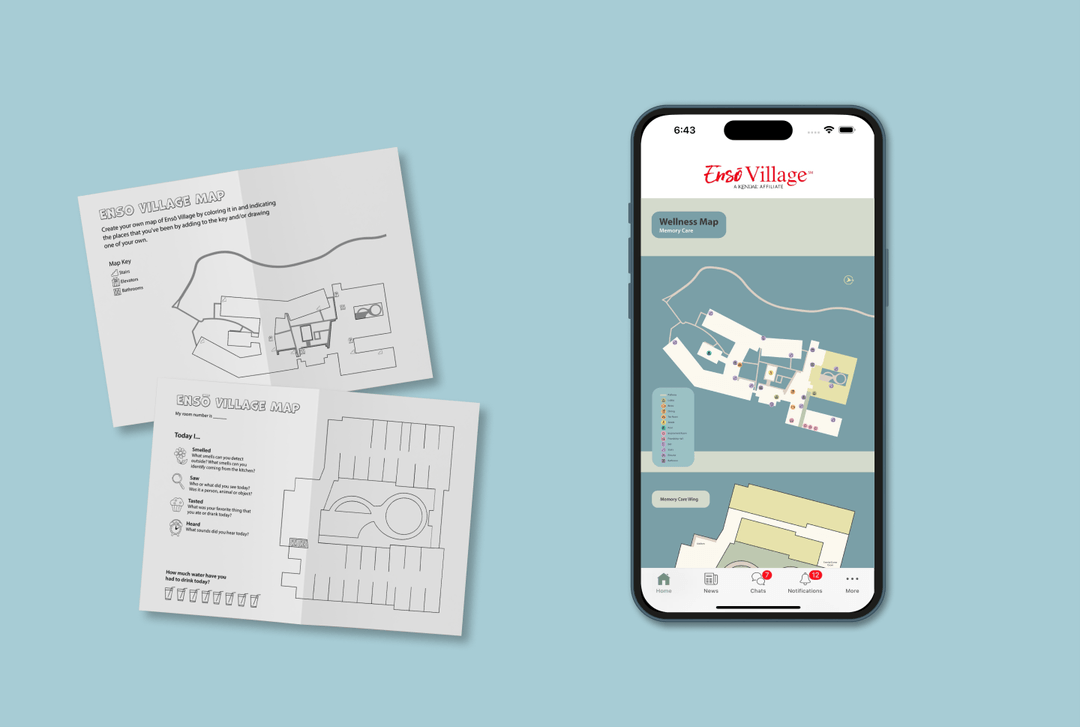 ENSŌ VILLAGE MAP
Create your own map of Ensō Village by coloring it in and indicating
the places that you've been by adding to the key and/or drawing
one of your own.
Map Key
Stairs
Elevators
Bathrooms
ENSŌ VILLAGE MAP
My room number is ______
Today I...
Smelled
What smells can you detect
outside? What smells can you
identify coming from the kitchen?
Saw
Who or what did you see today?
Was it a person, animal or object?
Tasted
What was your favorite thing that
you ate or drank today?
Heard
What sounds did you hear today?
How much water have you
had to drink today?
6:43
Ensō Village
A KENDAL AFFILIATE
Wellness Map
Memory Care
Memory Care Wing
7
12
Home
News
Chats
Notifications
More